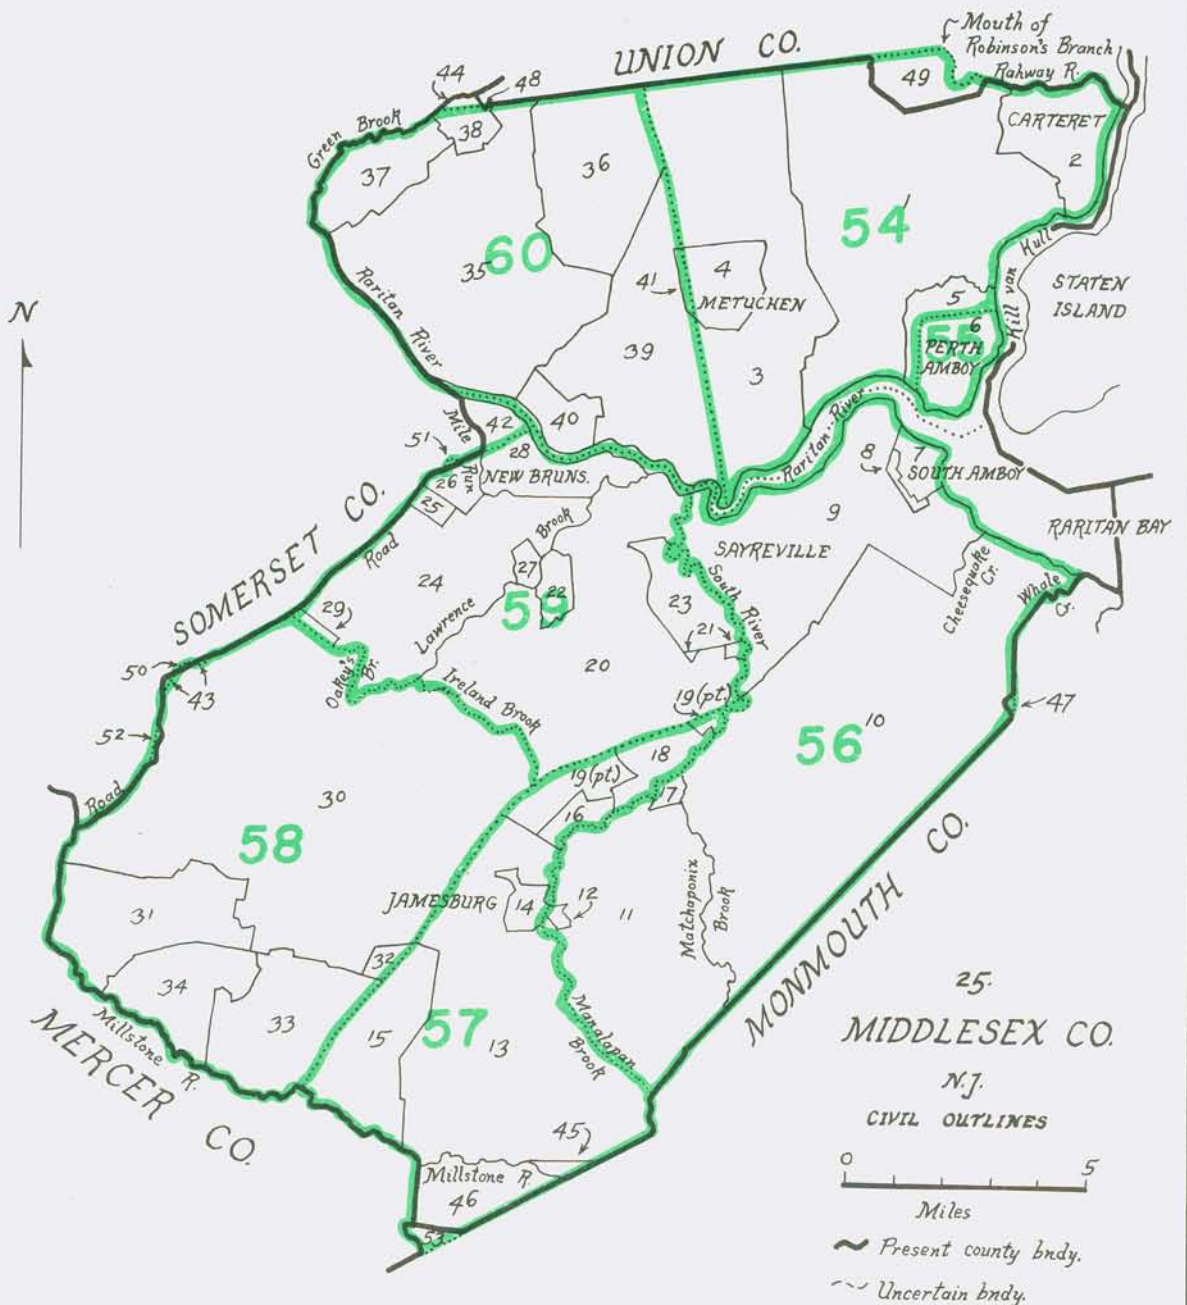 UNION CO.
Mouth of
Robinson's Branch
Rahway R.
44
48
49
Green Brook
38
CARTERET
2
37
36
54
1
60
35
Raritan River
41
4
METUCHEN
Kill van Kull
STATEN
ISLAND
5
6
55
PERTH
AMBOY
N
39
3
Mile Run
42
40
51
28
NEW BRUNS.
26
25
Raritan River
8
7
SOUTH AMBOY
9
SOMERSET CO.
Road
Brook
SAYREVILLE
RARITAN BAY
24
27
22
59
Lawrence
23
South River
21
Cheesequake
Cr.
Whale
Cr.
29
20
50
43
Oakey's
Br.
Ireland Brook
19(pt.)
47
52
56
10
18
19(pt.)
17
16
Road
30
58
JAMESBURG
14
12
11
Matchaponix
Brook
MONMOUTH CO.
31
32
34
33
15
57
13
Manalapan
Brook
Millstone R.
MERCER CO.
45
Millstone R.
46
53
25.
MIDDLESEX CO.
N.J.
CIVIL OUTLINES
0 5
Miles
Present county bndy.
Uncertain bndy.